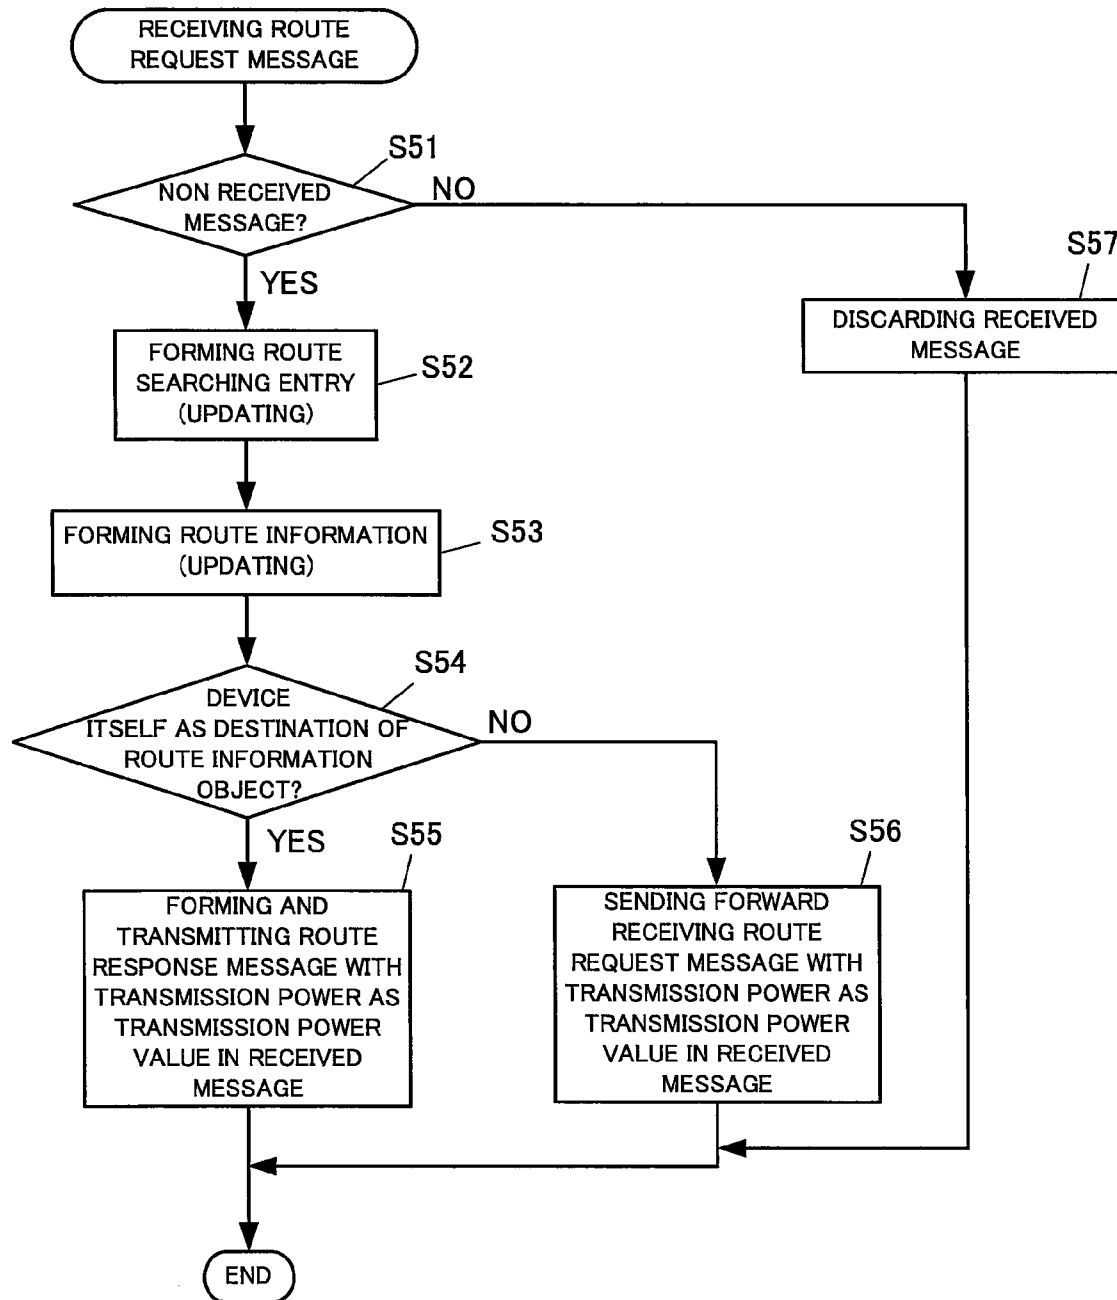 RECEIVING ROUTE
REQUEST MESSAGE
S51
NON RECEIVED
MESSAGE?
NO
YES
S57
DISCARDING RECEIVED
MESSAGE
FORMING ROUTE
SEARCHING ENTRY
(UPDATING)
S52
FORMING ROUTE INFORMATION
(UPDATING)
S53
S54
DEVICE
ITSELF AS DESTINATION OF
ROUTE INFORMATION
OBJECT?
NO
YES
S55
FORMING AND
TRANSMITTING ROUTE
RESPONSE MESSAGE WITH
TRANSMISSION POWER AS
TRANSMISSION POWER
VALUE IN RECEIVED
MESSAGE
S56
SENDING FORWARD
RECEIVING ROUTE
REQUEST MESSAGE WITH
TRANSMISSION POWER AS
TRANSMISSION POWER
VALUE IN RECEIVED
MESSAGE
END